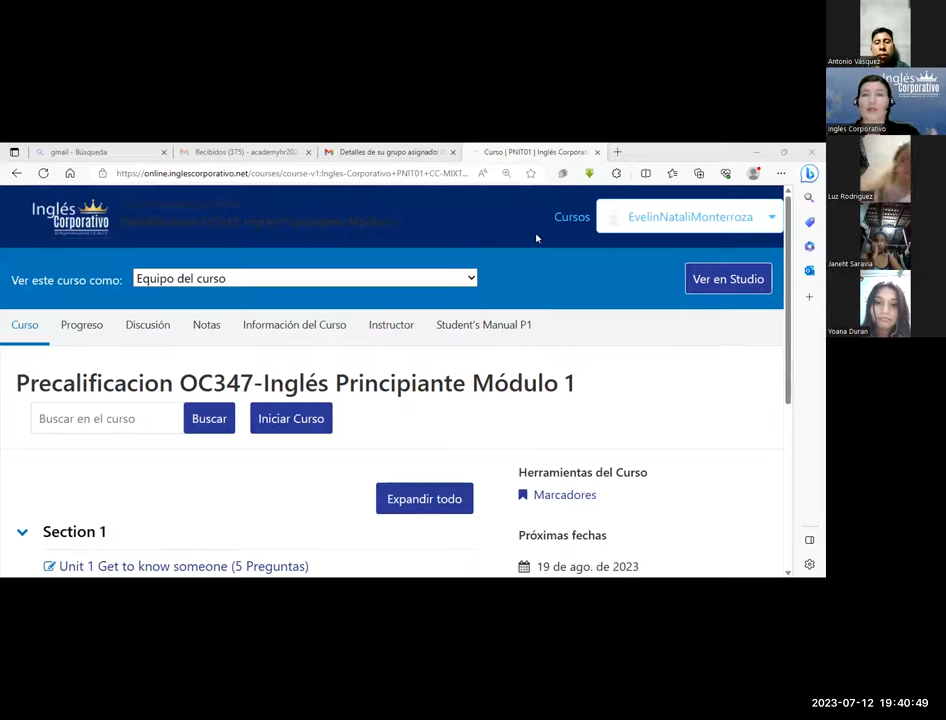 gmail - Búsqueda
Recibidos (375) - academyhr202
Detalles de su grupo asignado:
Curso | PNIT01 | Inglés Corporat
https://online.inglescorporativo.net/courses/course-v1:Ingles-Corporativo+PNIT01+CC-MIXT...
Inglés
Corporativo
Cursos
EvelinNataliMonterroza
Ver este curso como:
Equipo del curso
Ver en Studio
Curso
Progreso
Discusión
Notas
Información del Curso
Instructor
Student's Manual P1
Precalificacion OC347-Inglés Principiante Módulo 1
Buscar en el curso
Buscar
Iniciar Curso
Expandir todo
Section 1
Unit 1 Get to know someone (5 Preguntas)
Herramientas del Curso
Marcadores
Próximas fechas
19 de ago. de 2023
Antonio Vásquez
Inglés
Corporativo
Ingles Corporativo
Luz Rodriguez
Janeht Saravia
Yoana Duran
2023-07-12 19:40:49